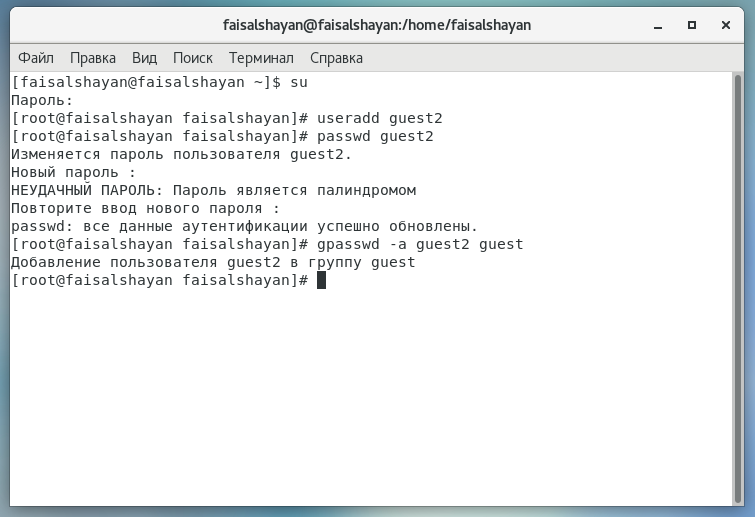 faisalshayan@faisalshayan:/home/faisalshayan
Файл Правка Вид Поиск Терминал Справка
[faisalshayan@faisalshayan ~]$ su
Пароль:
[root@faisalshayan faisalshayan]# useradd guest2
[root@faisalshayan faisalshayan]# passwd guest2
Изменяется пароль пользователя guest2.
Новый пароль :
НЕУДАЧНЫЙ ПАРОЛЬ: Пароль является палиндромом
Повторите ввод нового пароля :
passwd: все данные аутентификации успешно обновлены.
[root@faisalshayan faisalshayan]# gpasswd -a guest2 guest
Добавление пользователя guest2 в группу guest
[root@faisalshayan faisalshayan]#